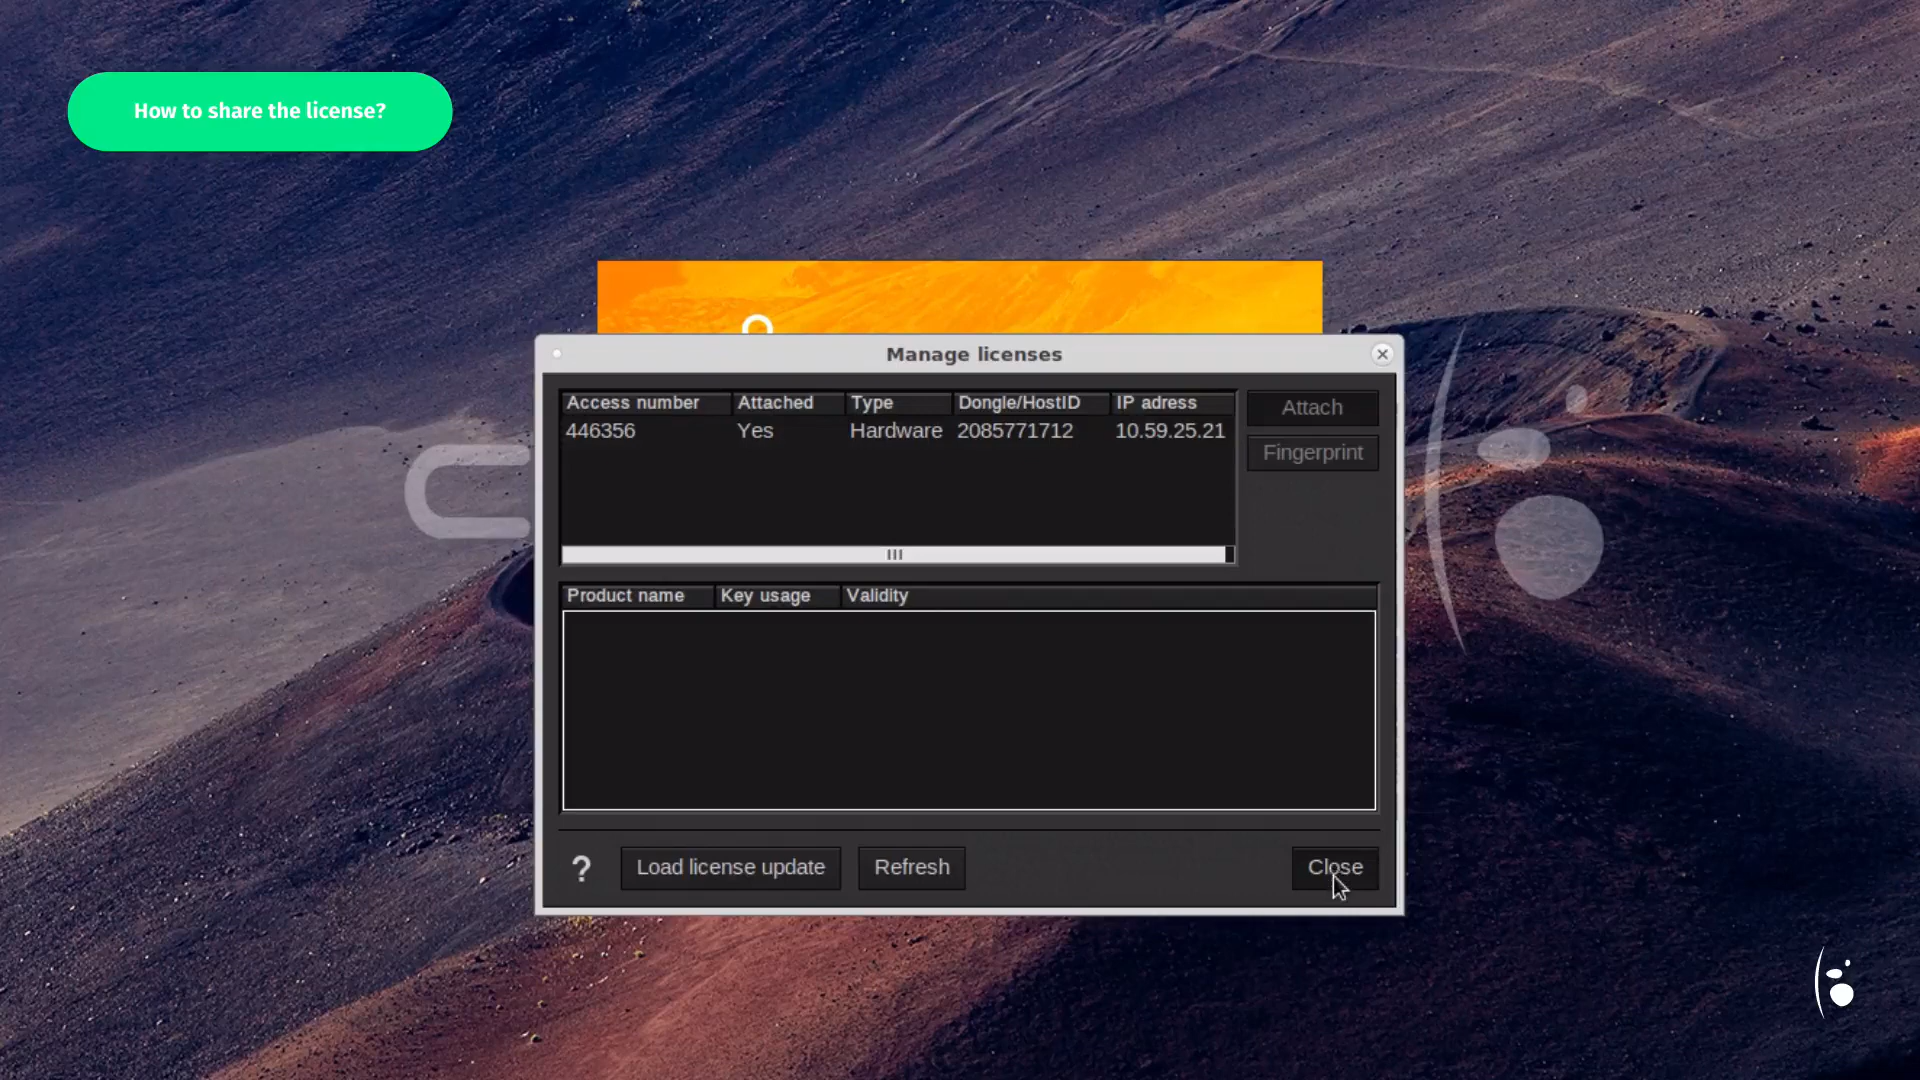 How to share the license?
Manage licenses
Access number Attached Type Dongle/HostID IP adress
446356 Yes Hardware 2085771712 10.59.25.21
Attach
Fingerprint
Product name Key usage Validity
? Load license update Refresh Close